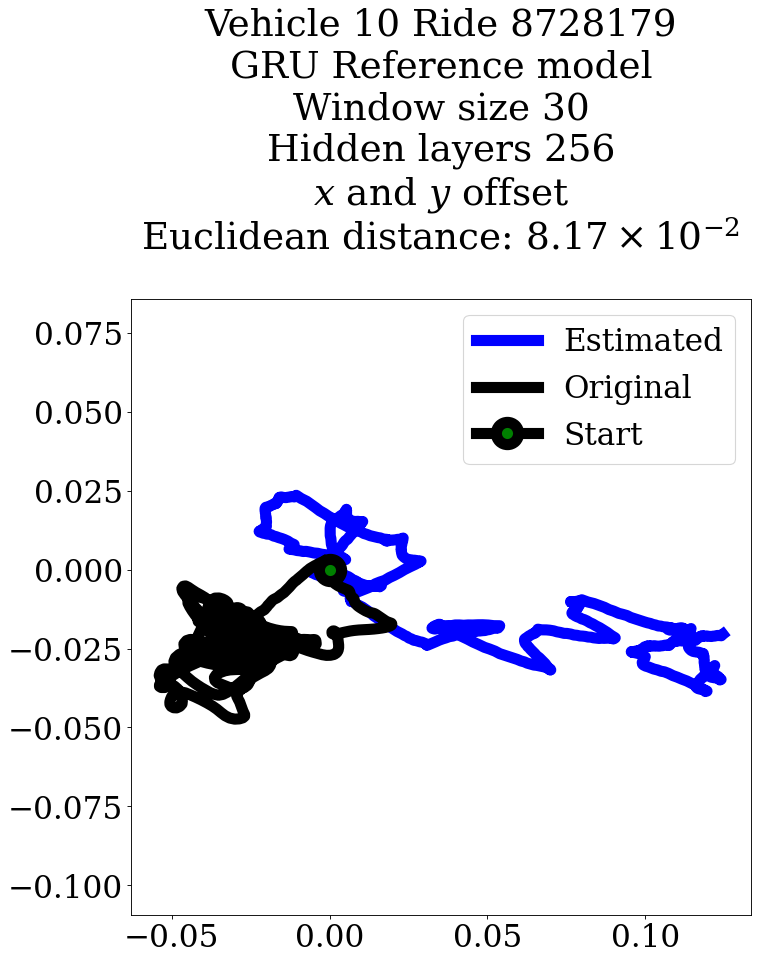 Vehicle 10 Ride 8728179
GRU Reference model
Window size 30
Hidden layers 256
x and y offset
Euclidean distance: 8.17 × 10⁻²
Estimated
Original
Start
0.075
0.050
0.025
0.000
−0.025
−0.050
−0.075
−0.100
−0.05 0.00 0.05 0.10